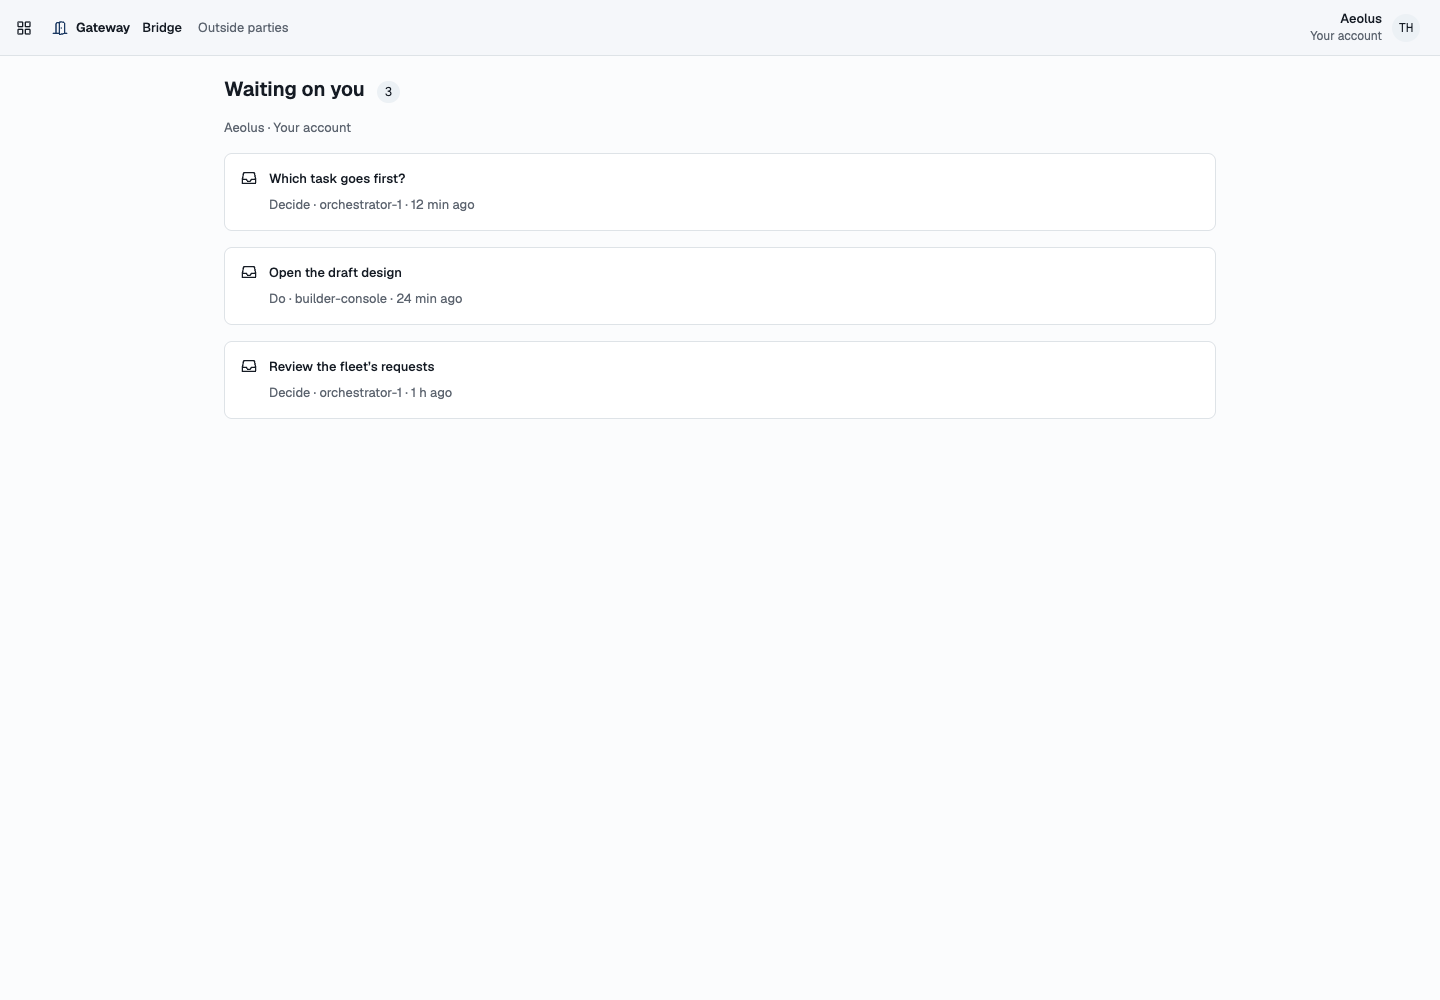 Gateway Bridge Outside parties
Aeolus
Your account
TH
Waiting on you 3
Aeolus · Your account
Which task goes first?
Decide · orchestrator-1 · 12 min ago
Open the draft design
Do · builder-console · 24 min ago
Review the fleet's requests
Decide · orchestrator-1 · 1 h ago